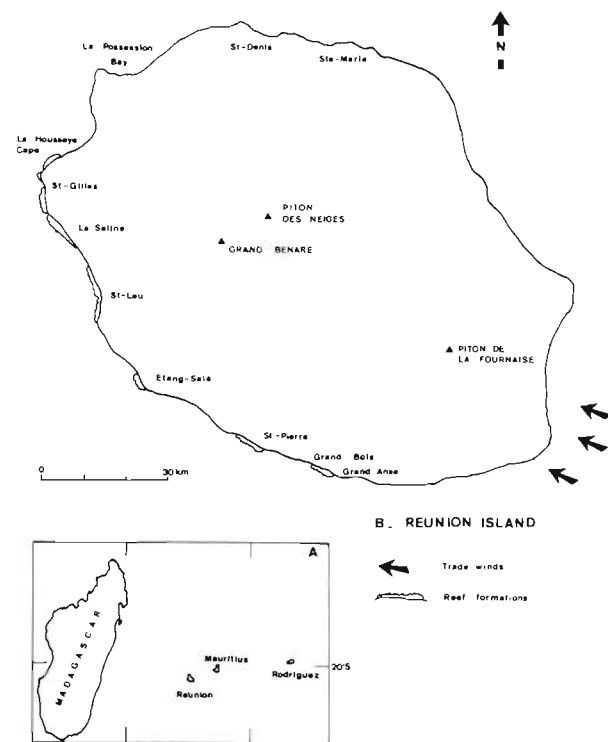 La Possession
Bay
St-Denis
Ste-Marie
N
La Housseye
Cape
St-Gilles
La Saline
PITON
DES NEIGES
GRAND BENARE
St-Leu
PITON DE
LA FOURNAISE
Etang-Salé
St-Pierre
Grand Bois
Grand Anse
0 30 km
B_ REUNION ISLAND
Trade winds
Reef formations
A
MADAGASCAR
Mauritius
Reunion
Rodriguez
20'S